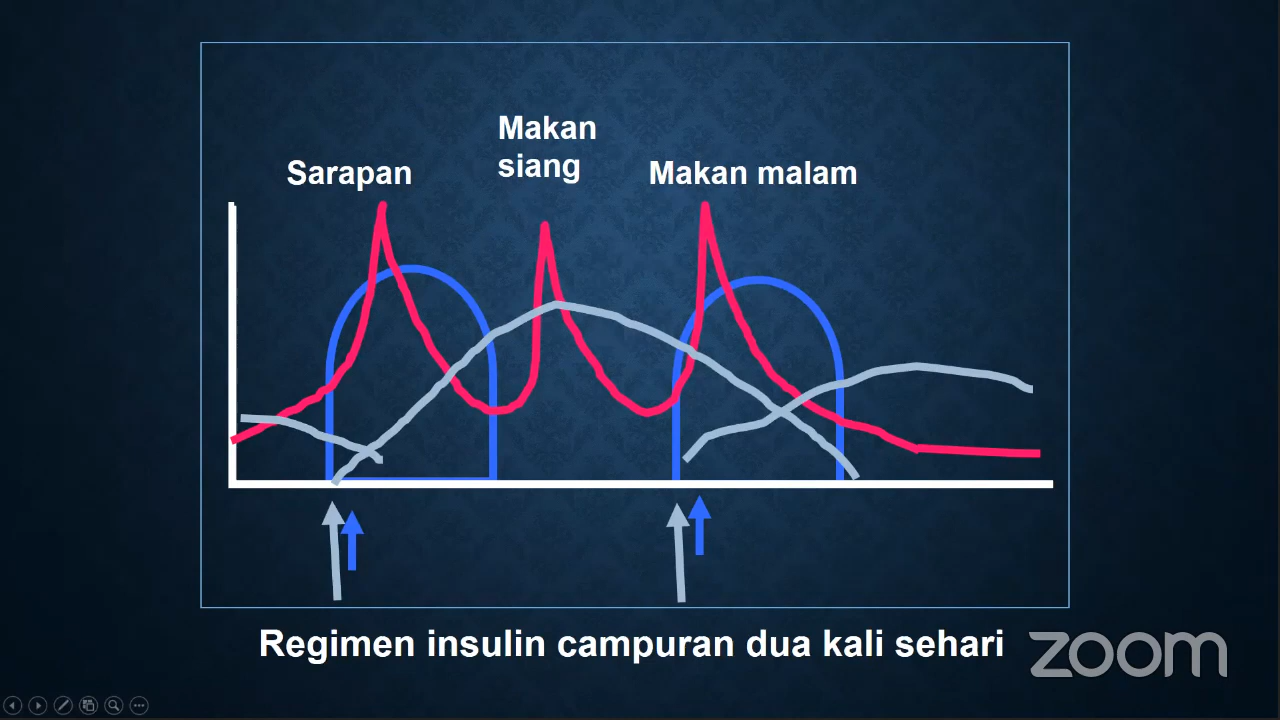 Makan
siang
Sarapan
Makan malam
Regimen insulin campuran dua kali sehari
zoom